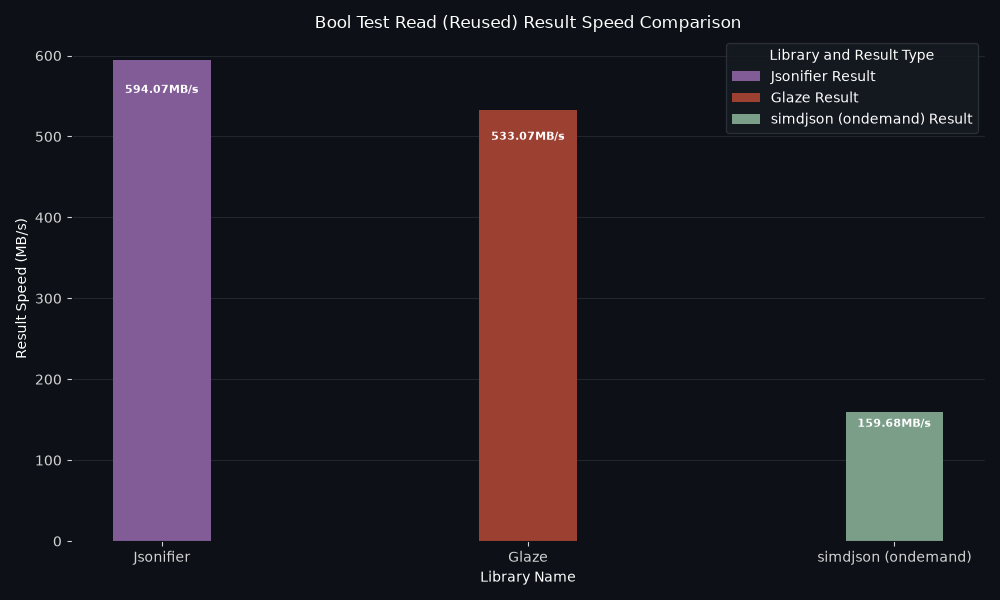 Bool Test Read (Reused) Result Speed Comparison
Library and Result Type
Jsonifier Result
Glaze Result
simdjson (ondemand) Result
Result Speed (MB/s)
600
500
400
300
200
100
0
594.07MB/s
533.07MB/s
159.68MB/s
Jsonifier
Glaze
simdjson (ondemand)
Library Name